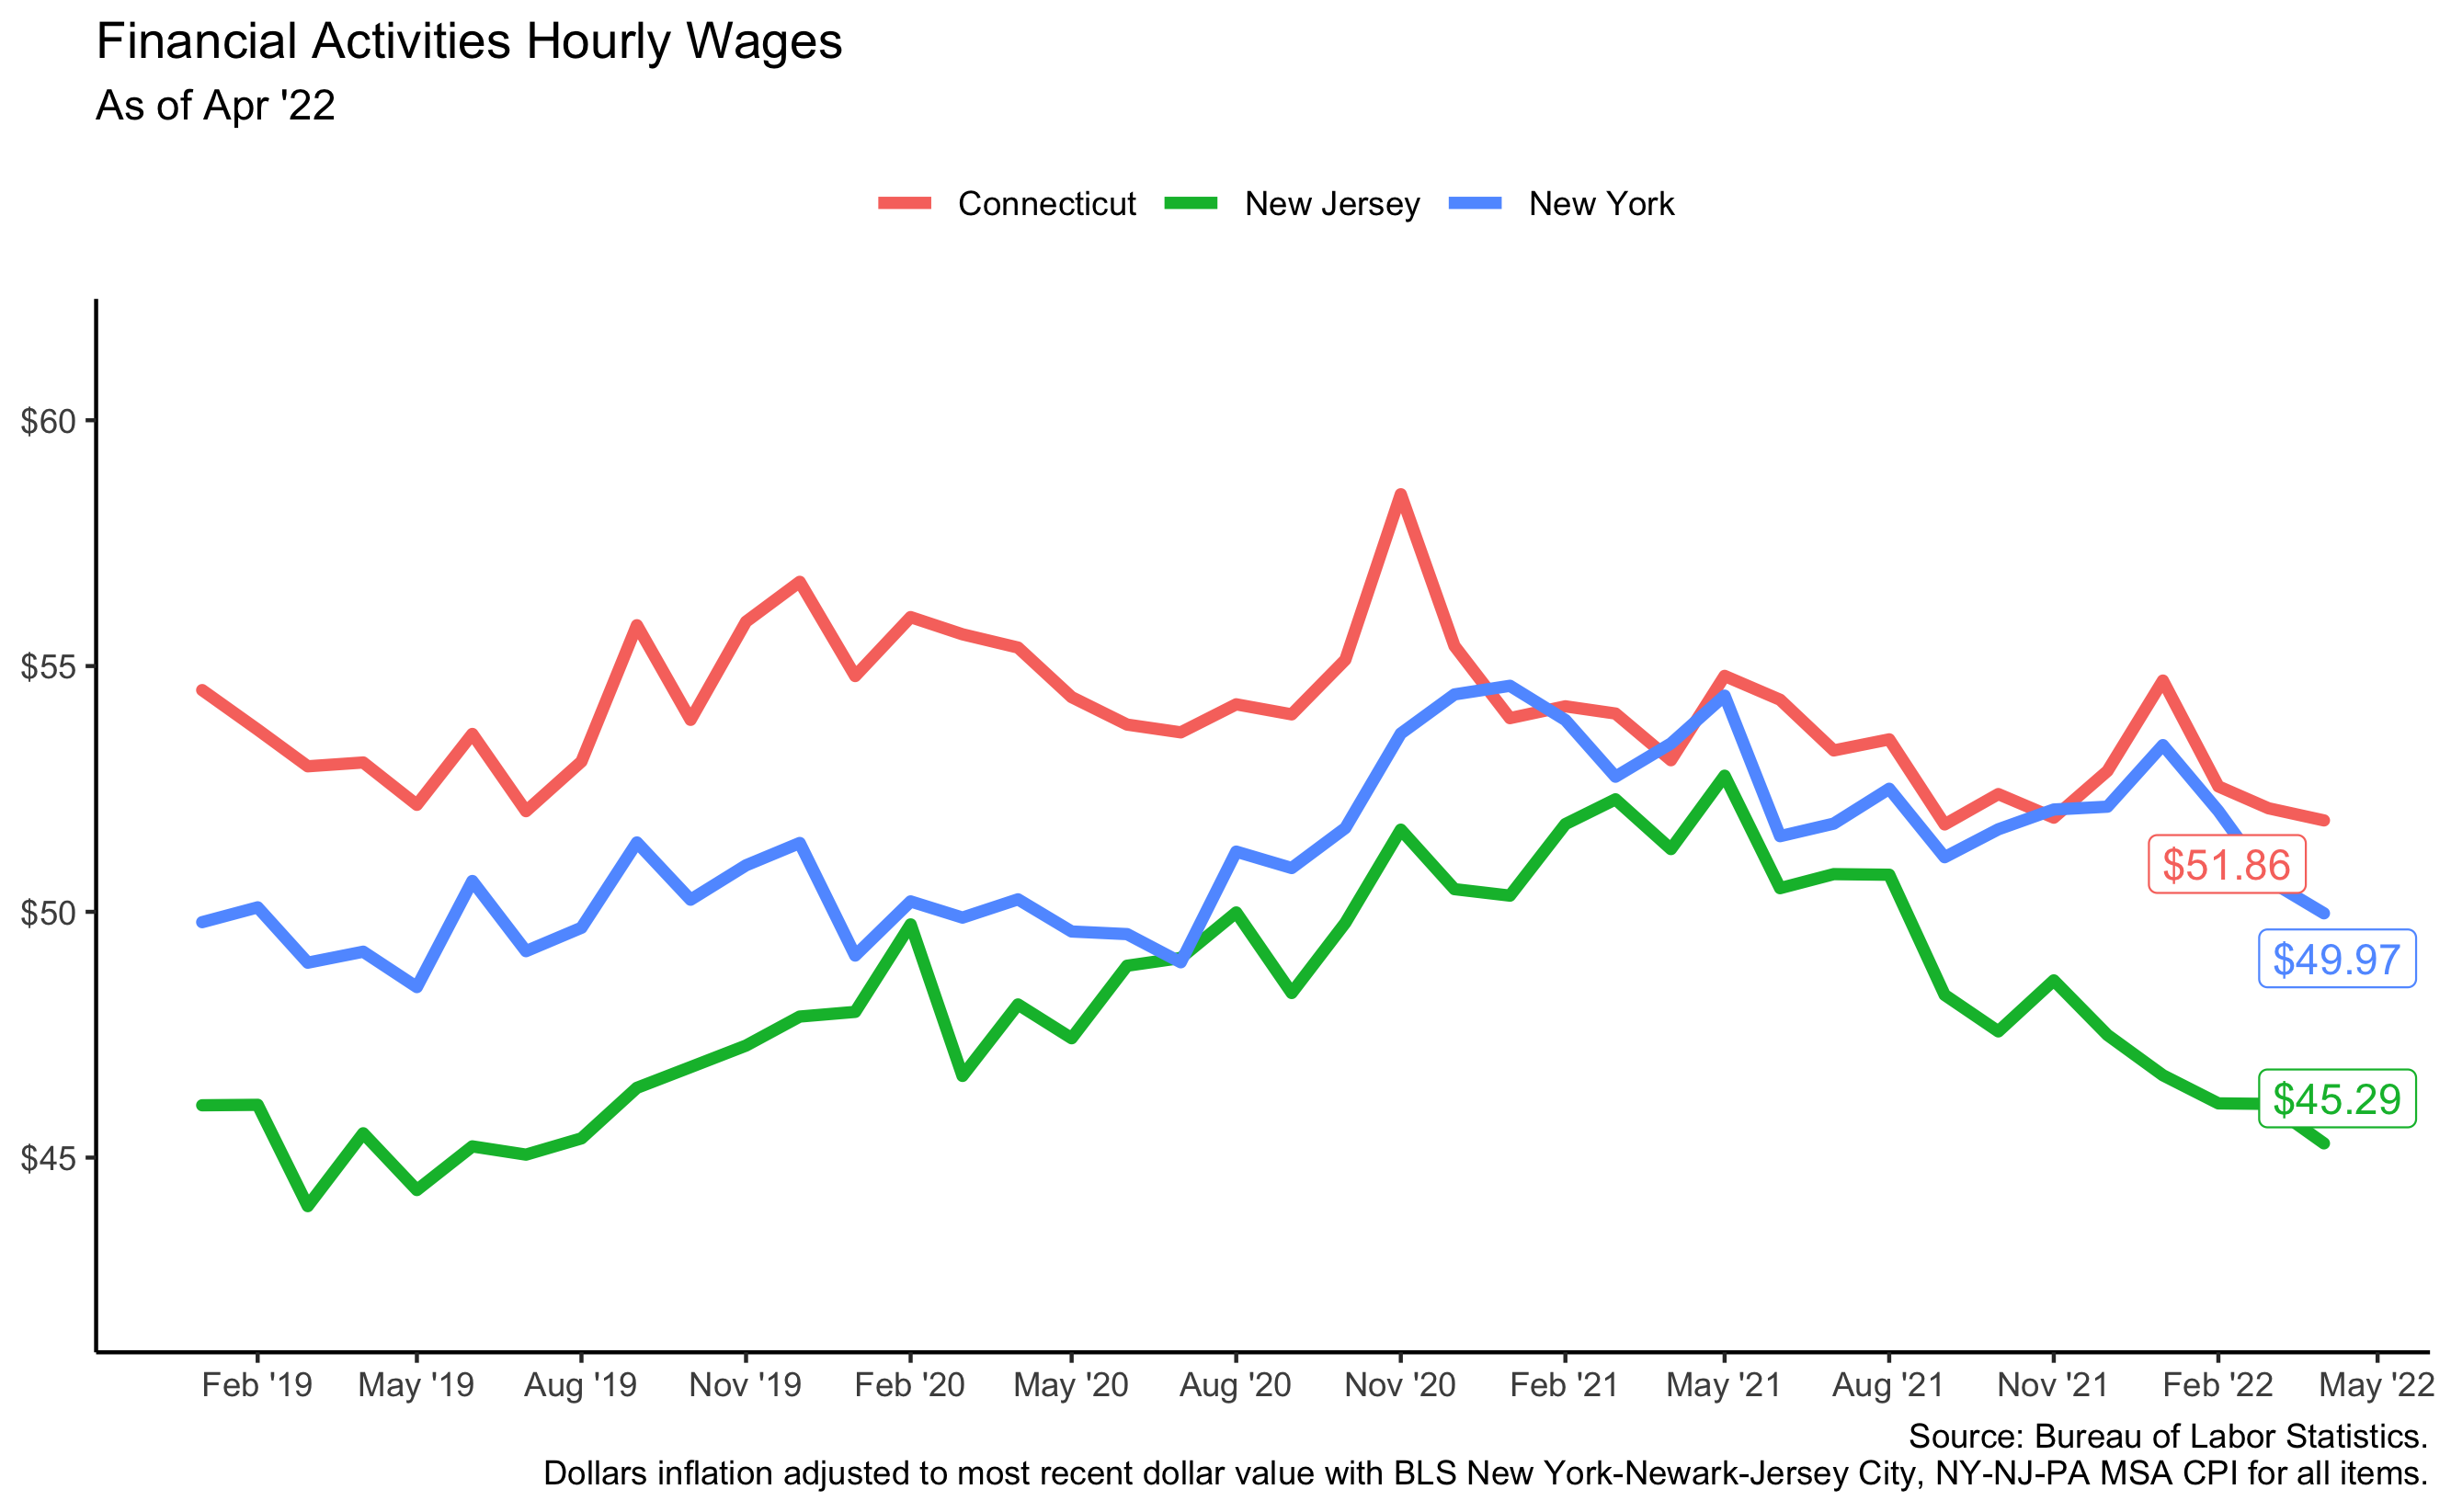 Financial Activities Hourly Wages
As of Apr '22
Connecticut New Jersey New York
$60
$55
$50
$45
$51.86
$49.97
$45.29
Feb '19 May '19 Aug '19 Nov '19 Feb '20 May '20 Aug '20 Nov '20 Feb '21 May '21 Aug '21 Nov '21 Feb '22 May '22
Source: Bureau of Labor Statistics.
Dollars inflation adjusted to most recent dollar value with BLS New York-Newark-Jersey City, NY-NJ-PA MSA CPI for all items.